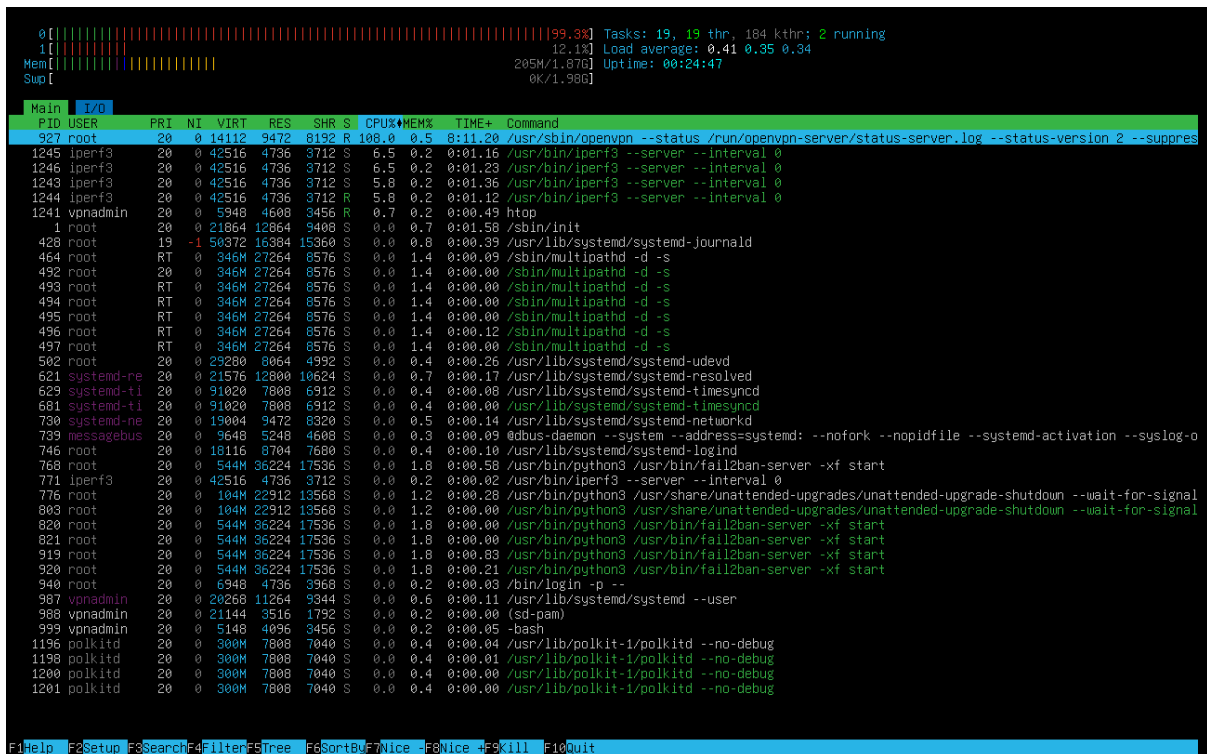 0[||||||||||||||||||||||||||||||||||||||||||||||||||||||||||||||||99.3%] Tasks: 19, 19 thr, 184 kthr; 2 running
1[||||||||| 12.1%] Load average: 0.41 0.35 0.34
Mem[||||||||||||||||||||| 205M/1.87G] Uptime: 00:24:47
Swp[ 0K/1.98G]
Main I/O
PID USER PRI NI VIRT RES SHR S CPU%♦MEM% TIME+ Command
927 root 20 0 14112 9472 8192 R 108.0 0.5 8:11.20 /usr/sbin/openvpn --status /run/openvpn-server/status-server.log --status-version 2 --suppres
1245 iperf3 20 0 42516 4736 3712 S 6.5 0.2 0:01.16 /usr/bin/iperf3 --server --interval 0
1246 iperf3 20 0 42516 4736 3712 S 6.5 0.2 0:01.23 /usr/bin/iperf3 --server --interval 0
1243 iperf3 20 0 42516 4736 3712 S 5.8 0.2 0:01.36 /usr/bin/iperf3 --server --interval 0
1244 iperf3 20 0 42516 4736 3712 R 5.8 0.2 0:01.12 /usr/bin/iperf3 --server --interval 0
1241 vpnadmin 20 0 5948 4608 3456 R 0.7 0.2 0:00.49 htop
1 root 20 0 21864 12864 9408 S 0.0 0.7 0:01.58 /sbin/init
428 root 19 -1 50372 16384 15360 S 0.0 0.8 0:00.39 /usr/lib/systemd/systemd-journald
464 root RT 0 346M 27264 8576 S 0.0 1.4 0:00.09 /sbin/multipathd -d -s
492 root 20 0 346M 27264 8576 S 0.0 1.4 0:00.00 /sbin/multipathd -d -s
493 root RT 0 346M 27264 8576 S 0.0 1.4 0:00.00 /sbin/multipathd -d -s
494 root RT 0 346M 27264 8576 S 0.0 1.4 0:00.00 /sbin/multipathd -d -s
495 root RT 0 346M 27264 8576 S 0.0 1.4 0:00.00 /sbin/multipathd -d -s
496 root RT 0 346M 27264 8576 S 0.0 1.4 0:00.12 /sbin/multipathd -d -s
497 root RT 0 346M 27264 8576 S 0.0 1.4 0:00.00 /sbin/multipathd -d -s
502 root 20 0 29280 8064 4992 S 0.0 0.4 0:00.26 /usr/lib/systemd/systemd-udevd
621 systemd-re 20 0 21576 12800 10624 S 0.0 0.7 0:00.17 /usr/lib/systemd/systemd-resolved
629 systemd-ti 20 0 91020 7808 6912 S 0.0 0.4 0:00.08 /usr/lib/systemd/systemd-timesyncd
681 systemd-ti 20 0 91020 7808 6912 S 0.0 0.4 0:00.00 /usr/lib/systemd/systemd-timesyncd
730 systemd-ne 20 0 19004 9472 8320 S 0.0 0.5 0:00.14 /usr/lib/systemd/systemd-networkd
739 messagebus 20 0 9648 5248 4608 S 0.0 0.3 0:00.09 @dbus-daemon --system --address=systemd: --nofork --nopidfile --systemd-activation --syslog-o
746 root 20 0 18116 8704 7680 S 0.0 0.4 0:00.10 /usr/lib/systemd/systemd-logind
768 root 20 0 544M 36224 17536 S 0.0 1.8 0:00.58 /usr/bin/python3 /usr/bin/fail2ban-server -xf start
771 iperf3 20 0 42516 4736 3712 S 0.0 0.2 0:00.02 /usr/bin/iperf3 --server --interval 0
776 root 20 0 104M 22912 13568 S 0.0 1.2 0:00.28 /usr/bin/python3 /usr/share/unattended-upgrades/unattended-upgrade-shutdown --wait-for-signal
803 root 20 0 104M 22912 13568 S 0.0 1.2 0:00.00 /usr/bin/python3 /usr/share/unattended-upgrades/unattended-upgrade-shutdown --wait-for-signal
820 root 20 0 544M 36224 17536 S 0.0 1.8 0:00.00 /usr/bin/python3 /usr/bin/fail2ban-server -xf start
821 root 20 0 544M 36224 17536 S 0.0 1.8 0:00.00 /usr/bin/python3 /usr/bin/fail2ban-server -xf start
919 root 20 0 544M 36224 17536 S 0.0 1.8 0:00.83 /usr/bin/python3 /usr/bin/fail2ban-server -xf start
920 root 20 0 544M 36224 17536 S 0.0 1.8 0:00.21 /usr/bin/python3 /usr/bin/fail2ban-server -xf start
940 root 20 0 6948 4736 3968 S 0.0 0.2 0:00.03 /bin/login -p --
987 vpnadmin 20 0 20268 11264 9344 S 0.0 0.6 0:00.11 /usr/lib/systemd/systemd --user
988 vpnadmin 20 0 21144 3516 1792 S 0.0 0.2 0:00.00 (sd-pam)
999 vpnadmin 20 0 5148 4096 3456 S 0.0 0.2 0:00.05 -bash
1196 polkitd 20 0 300M 7808 7040 S 0.0 0.4 0:00.04 /usr/lib/polkit-1/polkitd --no-debug
1198 polkitd 20 0 300M 7808 7040 S 0.0 0.4 0:00.01 /usr/lib/polkit-1/polkitd --no-debug
1200 polkitd 20 0 300M 7808 7040 S 0.0 0.4 0:00.00 /usr/lib/polkit-1/polkitd --no-debug
1201 polkitd 20 0 300M 7808 7040 S 0.0 0.4 0:00.00 /usr/lib/polkit-1/polkitd --no-debug
F1Help F2Setup F3SearchF4FilterF5Tree F6SortByF7Nice -F8Nice +F9Kill F10Quit